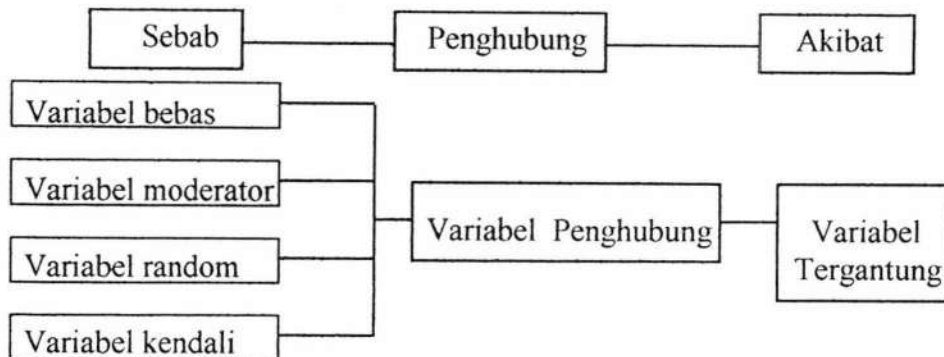 Sebab
Penghubung
Akibat
Variabel bebas
Variabel moderator
Variabel random
Variabel kendali
Variabel Penghubung
Variabel
Tergantung